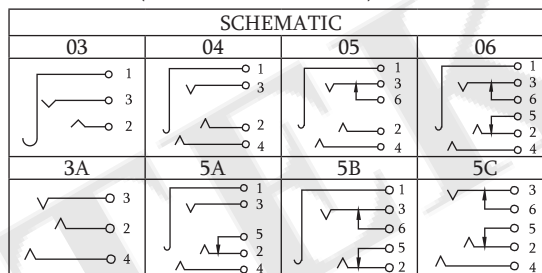 SCHEMATIC
03 04 05 06
1 3 2
1 3 2 4
1 3 6 2 4
1 3 6 5 2 4
3A 5A 5B 5C
3 2 4
1 3 5 2 4
1 3 6 5 2
3 6 5 2 4